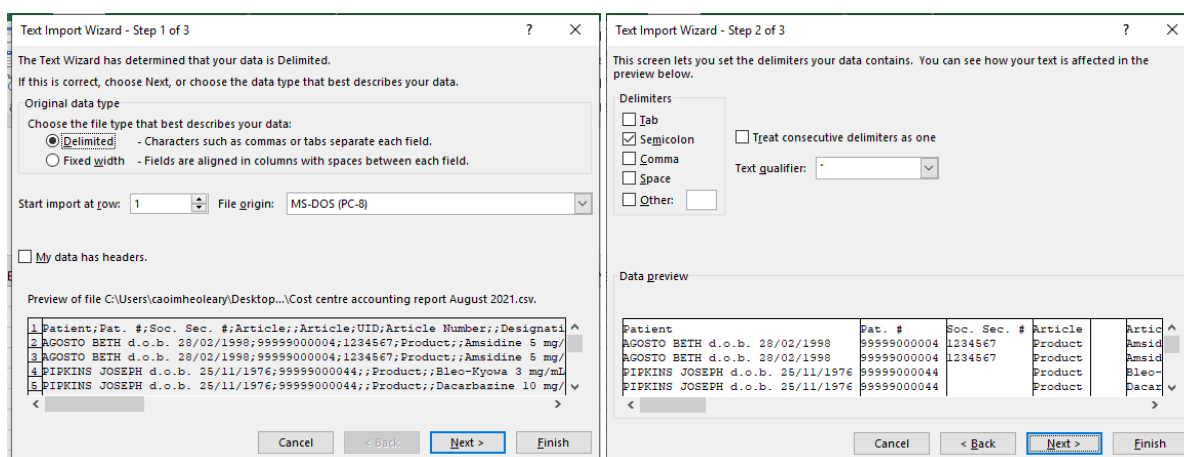 Text Import Wizard - Step 1 of 3 ? ×
The Text Wizard has determined that your data is Delimited.
If this is correct, choose Next, or choose the data type that best describes your data.
Original data type
Choose the file type that best describes your data:
Delimited - Characters such as commas or tabs separate each field.
Fixed width - Fields are aligned in columns with spaces between each field.
Start import at row: 1 File origin: MS-DOS (PC-8)
My data has headers.
Preview of file C:\Users\caoimheoleary\Desktop...\Cost centre accounting report August 2021.csv.
1 Patient;Pat. #;Soc. Sec. #;Article;;Article;UID;Article Number;;Designati
2 AGOSTO BETH d.o.b. 28/02/1998;99999000004;1234567;Product;;Amsidine 5 mg/
3 AGOSTO BETH d.o.b. 28/02/1998;99999000004;1234567;Product;;Amsidine 5 mg/
4 PIPKINS JOSEPH d.o.b. 25/11/1976;99999000044;;Product;;Bleo-Kyowa 3 mg/mL
5 PIPKINS JOSEPH d.o.b. 25/11/1976;99999000044;;Product;;Dacarbazine 10 mg/
Cancel < Back Next > Finish
Text Import Wizard - Step 2 of 3 ? ×
This screen lets you set the delimiters your data contains. You can see how your text is affected in the
preview below.
Delimiters
Tab
Semicolon
Comma
Space
Other:
Treat consecutive delimiters as one
Text qualifier: "
Data preview
Patient Pat. # Soc. Sec. # Article Artic
AGOSTO BETH d.o.b. 28/02/1998 99999000004 1234567 Product Amsid
AGOSTO BETH d.o.b. 28/02/1998 99999000004 1234567 Product Amsid
PIPKINS JOSEPH d.o.b. 25/11/1976 99999000044 Product Bleo-
PIPKINS JOSEPH d.o.b. 25/11/1976 99999000044 Product Dacar
Cancel < Back Next > Finish